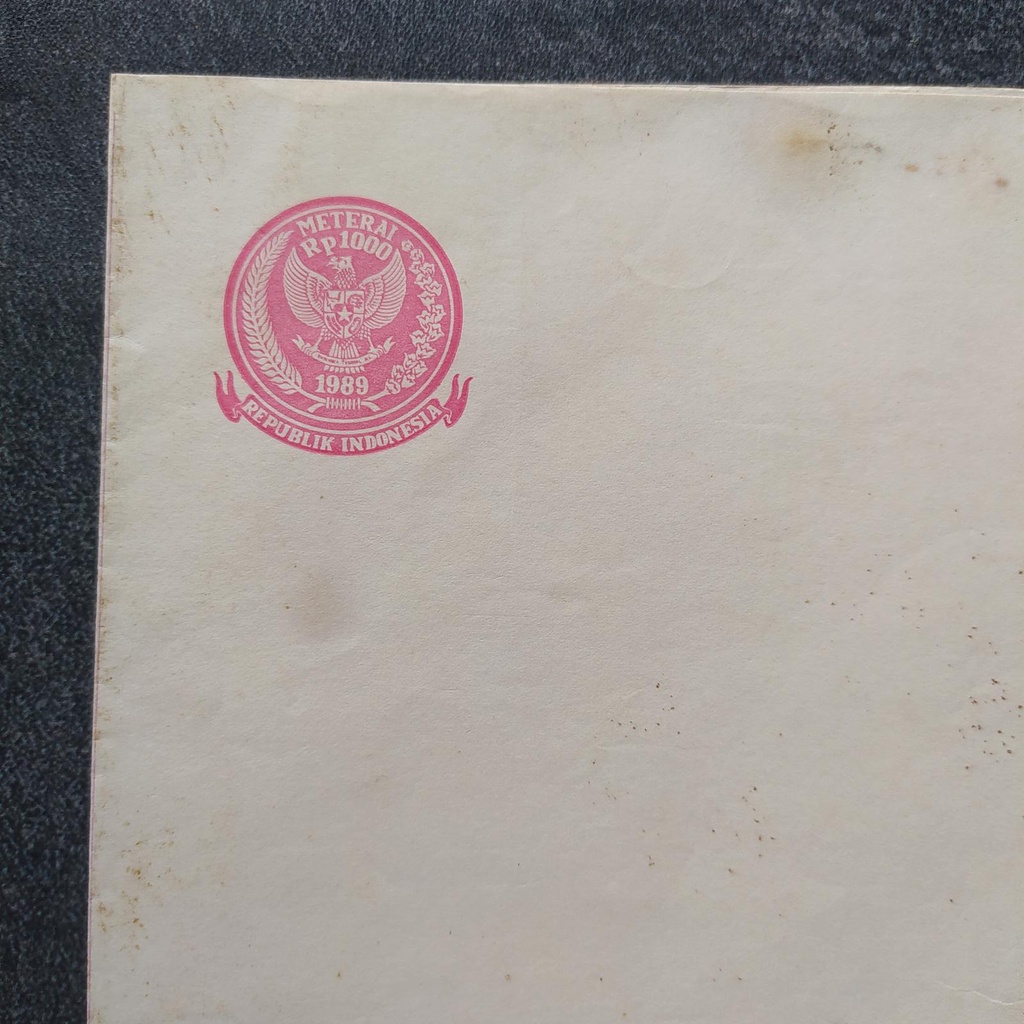 METERAI
Rp1000
1989
REPUBLIK INDONESIA